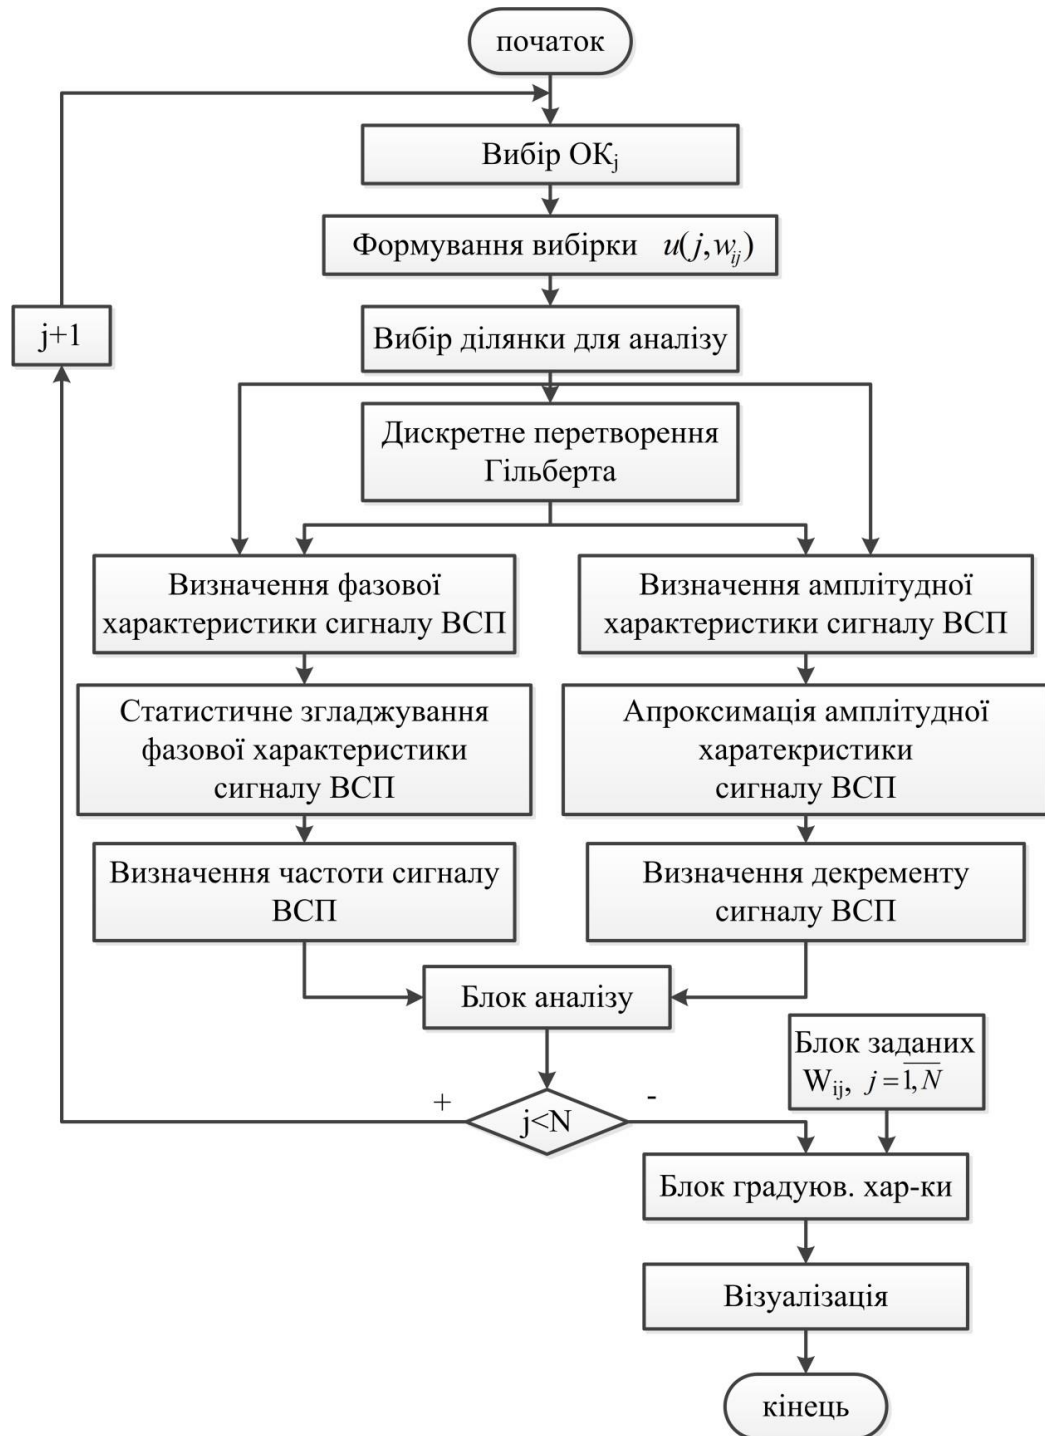 початок
Вибір ОКj
Формування вибірки u(j,wij)
j+1
Вибір ділянки для аналізу
Дискретне перетворення
Гільберта
Визначення фазової
характеристики сигналу ВСП
Визначення амплітудної
характеристики сигналу ВСП
Статистичне згладжування
фазової характеристики
сигналу ВСП
Апроксимація амплітудної
харатекристики
сигналу ВСП
Визначення частоти сигналу
ВСП
Визначення декременту
сигналу ВСП
Блок аналізу
Блок заданих
Wij, j = 1,N
+
-
j<N
Блок градуюв. хар-ки
Візуалізація
кінець